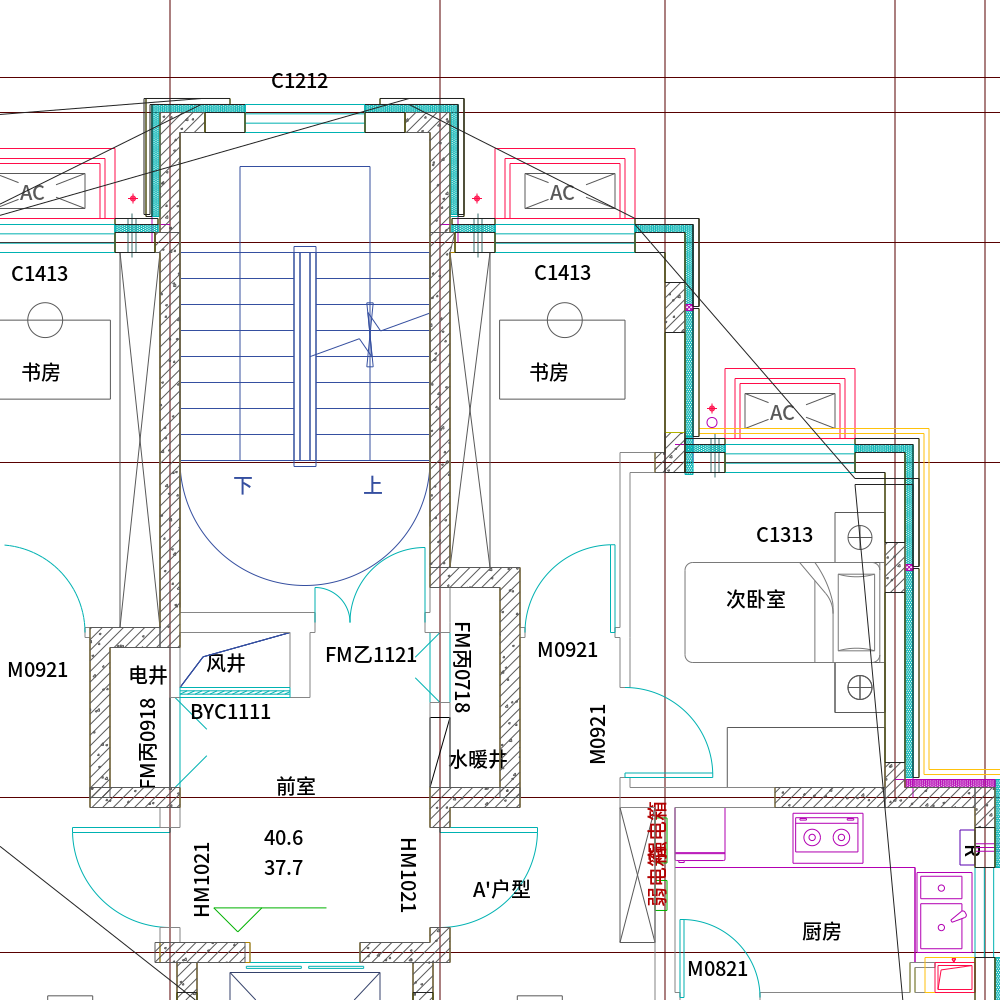 C1212
AC
AC
C1413
C1413
书房
书房
AC
下
上
C1313
次卧室
M0921
电井
风井
FM乙1121
FM丙0718
M0921
BYC1111
FM丙0918
M0921
水暖井
前室
强电箱
弱电箱
40.6
37.7
HM1021
HM1021
A'户型
R
厨房
M0821